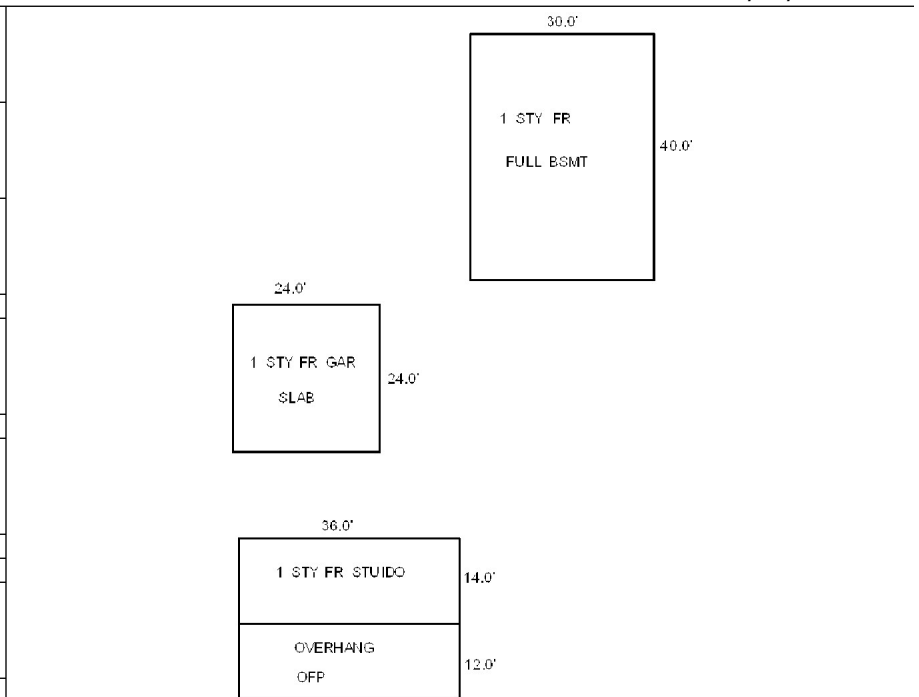 30.0'
1 STY FR
40.0'
FULL BSMT
24.0'
1 STY FR GAR
24.0'
SLAB
36.0'
1 STY FR STUIDO
14.0'
OVERHANG
12.0'
OFP